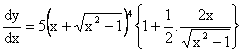 dy/dx = 5(x + √(x² − 1))⁴ {1 + 1/2 . 2x/√(x² − 1)}